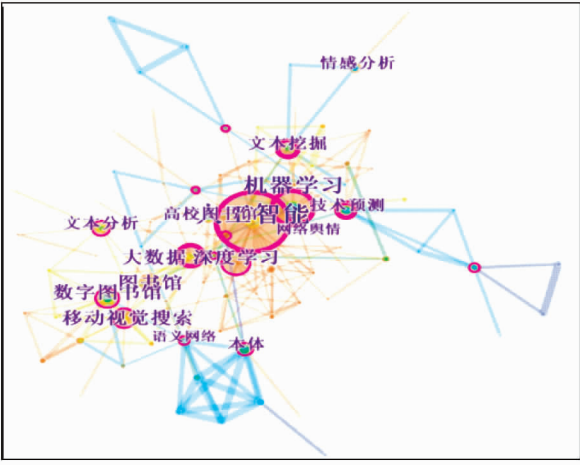 情感分析
文本挖掘
机器学习
技术预测
智能
网络舆情
文本分析
大数据
深度学习
图书馆
数字图书馆
移动视觉搜索
语义网络
本体